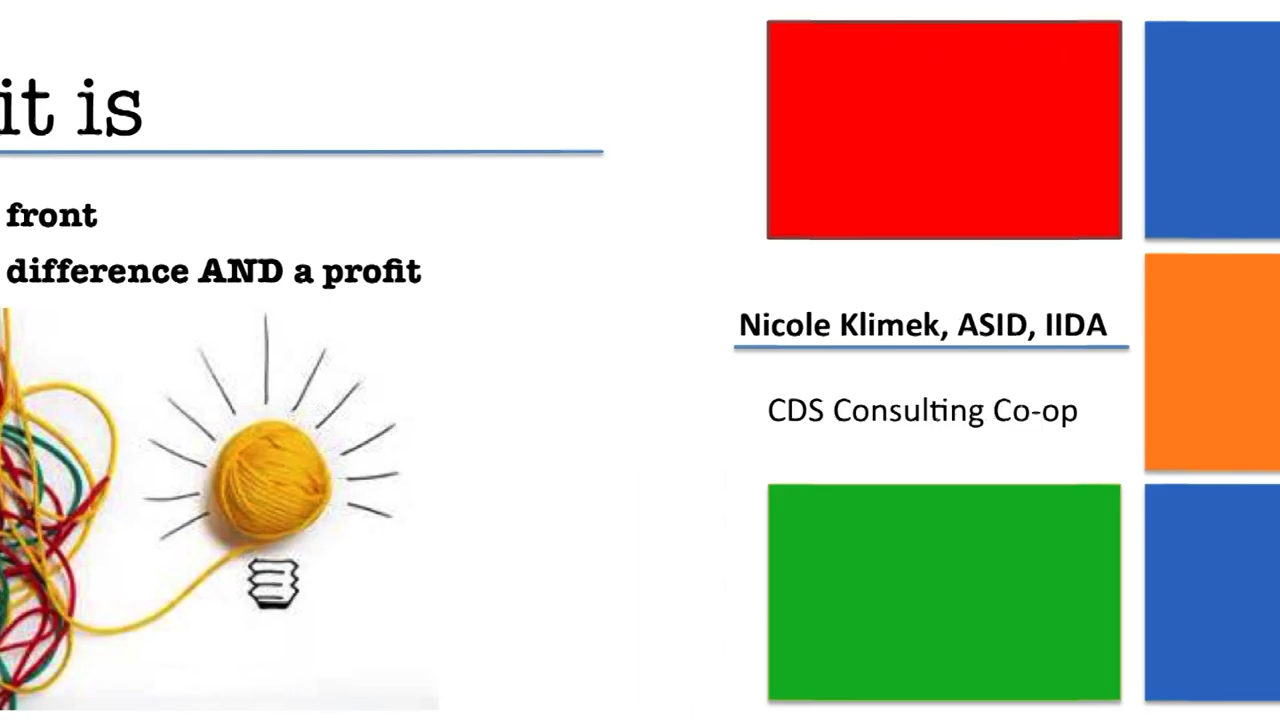 it is
front
difference AND a profit
Nicole Klimek, ASID, IIDA
CDS Consulting Co-op